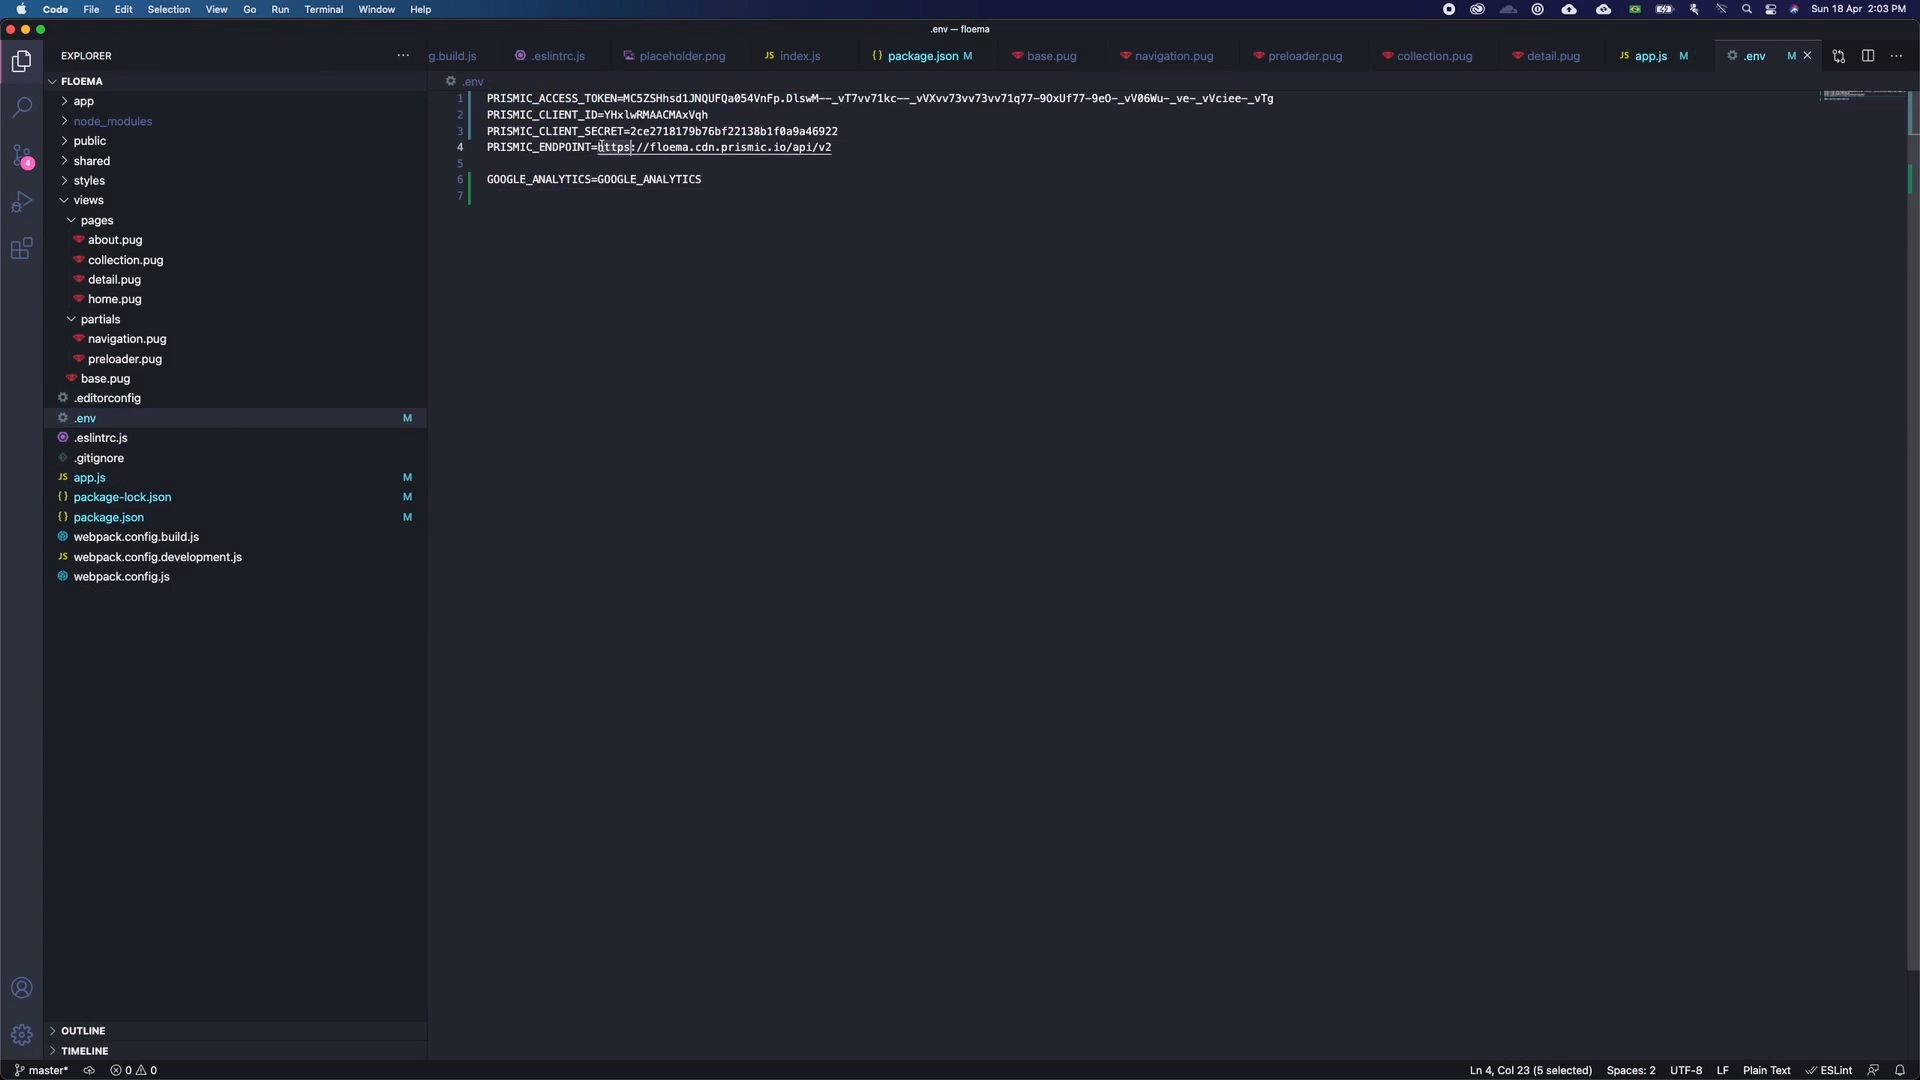 Code File Edit Selection View Go Run Terminal Window Help Sun 18 Apr 2:03 PM
.env — floema
EXPLORER
g.build.js .eslintrc.js placeholder.png JS index.js {} package.json M base.pug navigation.pug preloader.pug collection.pug detail.pug JS app.js M .env M
FLOEMA
.env
app
node_modules
public
shared
styles
views
pages
about.pug
collection.pug
detail.pug
home.pug
partials
navigation.pug
preloader.pug
base.pug
.editorconfig
.env M
.eslintrc.js
.gitignore
JS app.js M
{} package-lock.json M
{} package.json M
webpack.config.build.js
JS webpack.config.development.js
webpack.config.js
4
1 PRISMIC_ACCESS_TOKEN=MC5ZSHhsd1JNQUFQa054VnFp.DlswM--_vT7vv71kc--_vVXvv73vv73vv71q77-9OxUf77-9eO-_vV06Wu-_ve-_vVciee-_vTg
2 PRISMIC_CLIENT_ID=YHxlwRMAACMAxVqh
3 PRISMIC_CLIENT_SECRET=2ce2718179b76bf22138b1f0a9a46922
4 PRISMIC_ENDPOINT=https://floema.cdn.prismic.io/api/v2
5
6 GOOGLE_ANALYTICS=GOOGLE_ANALYTICS
7
OUTLINE
TIMELINE
master* 0 0 Ln 4, Col 23 (5 selected) Spaces: 2 UTF-8 LF Plain Text ESLint